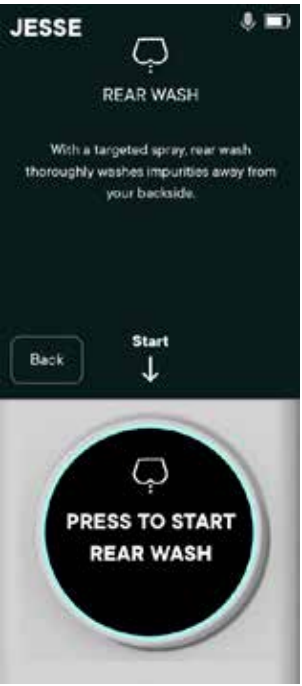 JESSE
REAR WASH
With a targeted spray, rear wash
thoroughly washes impurities away from
your backside.
Start
Back
PRESS TO START
REAR WASH